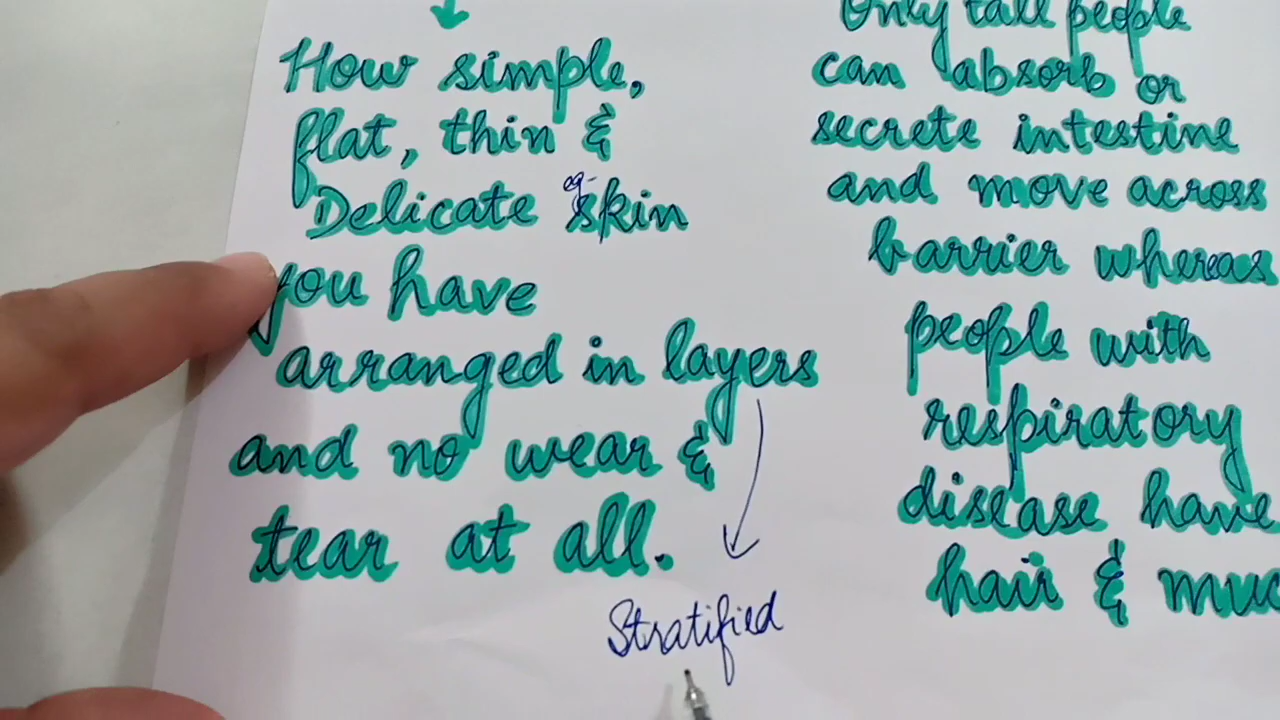 How simple,
flat, thin &
Delicate eg- skin
you have
arranged in layers
and no wear &
tear at all.
Stratified
Only tall people
can absorb or
secrete intestine
and move across
barrier whereas
people with
respiratory
disease have
hair &